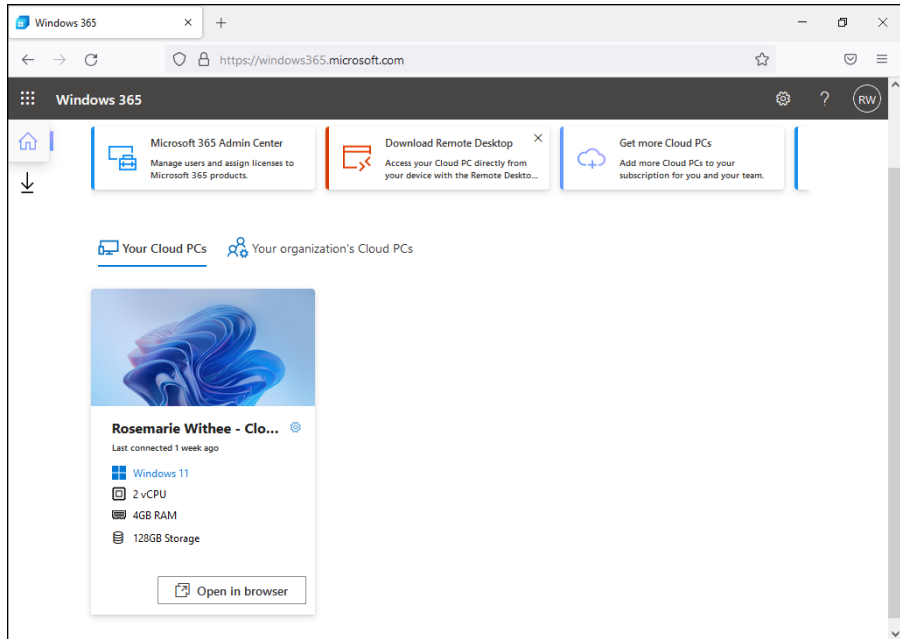 Windows 365
https://windows365.microsoft.com
Windows 365
?
RW
Microsoft 365 Admin Center
Manage users and assign licenses to
Microsoft 365 products.
Download Remote Desktop
Access your Cloud PC directly from
your device with the Remote Deskto...
Get more Cloud PCs
Add more Cloud PCs to your
subscription for you and your team.
Your Cloud PCs
Your organization's Cloud PCs
Rosemarie Withee - Clo...
Last connected 1 week ago
Windows 11
2 vCPU
4GB RAM
128GB Storage
Open in browser